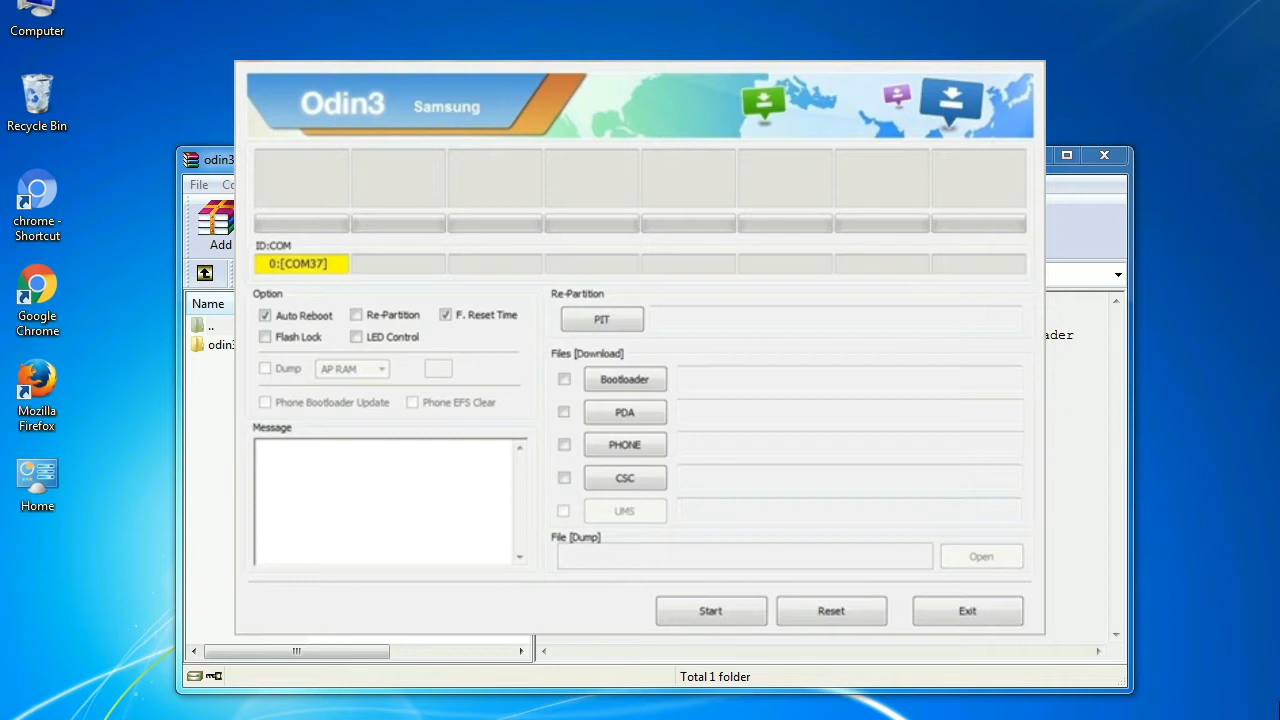 Computer
Recycle Bin
chrome -
Shortcut
Google
Chrome
Mozilla
Firefox
Home
odin3
File
Add
Name
..
odin3
ader
Total 1 folder
Odin3 Samsung
ID:COM
0:[COM37]
Option
Auto Reboot Re-Partition F. Reset Time
Flash Lock LED Control
Dump AP RAM
Phone Bootloader Update Phone EFS Clear
Message
Re-Partition
PIT
Files [Download]
Bootloader
PDA
PHONE
CSC
UMS
File [Dump]
Open
Start Reset Exit